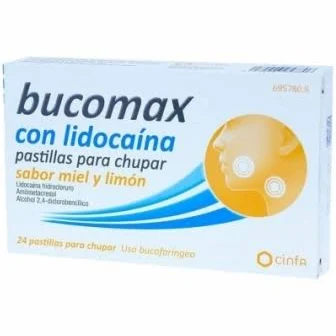 695760.6
bucomax
con lidocaína
pastillas para chupar
sabor miel y limón
Lidocaína hidrocloruro
Amilmetacresol
Alcohol 2,4-diclorobencílico
24 pastillas para chupar Uso bucofaríngeo
cinfa